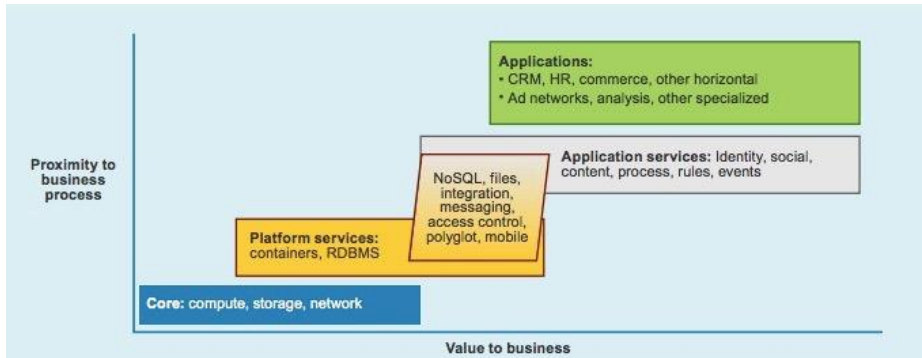 Applications:
• CRM, HR, commerce, other horizontal
• Ad networks, analysis, other specialized
Proximity to
business
process
Application services: Identity, social,
content, process, rules, events
NoSQL, files,
integration,
messaging,
access control,
polyglot, mobile
Platform services:
containers, RDBMS
Core: compute, storage, network
Value to business